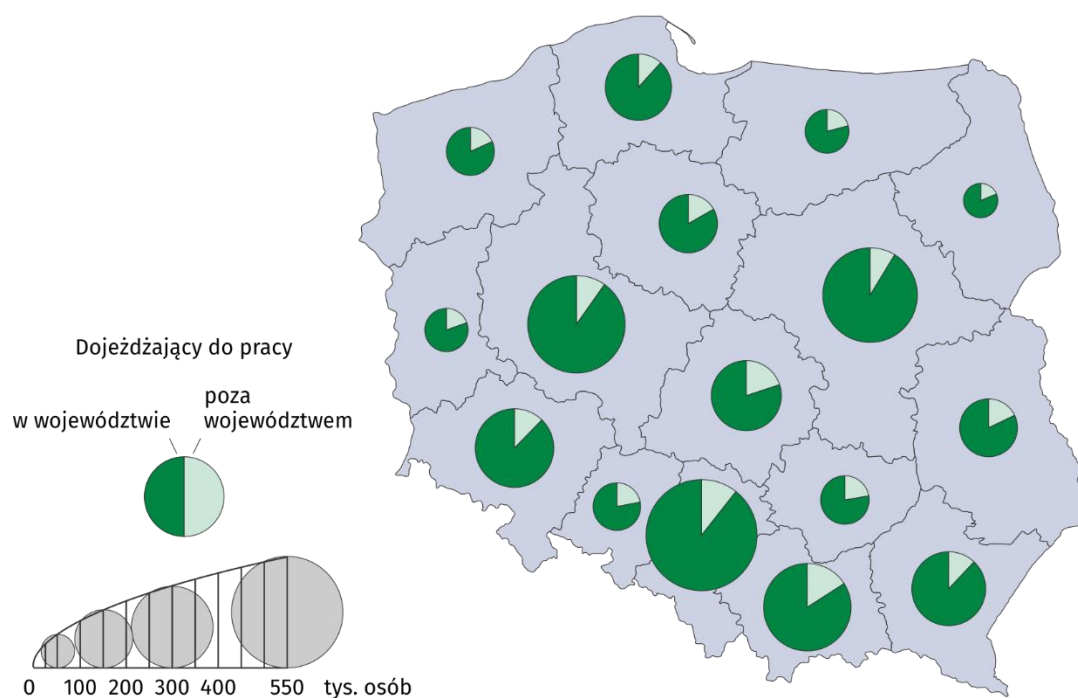 Dojeżdżający do pracy
w województwie
poza
województwem
0 100 200 300 400 550 tys. osób